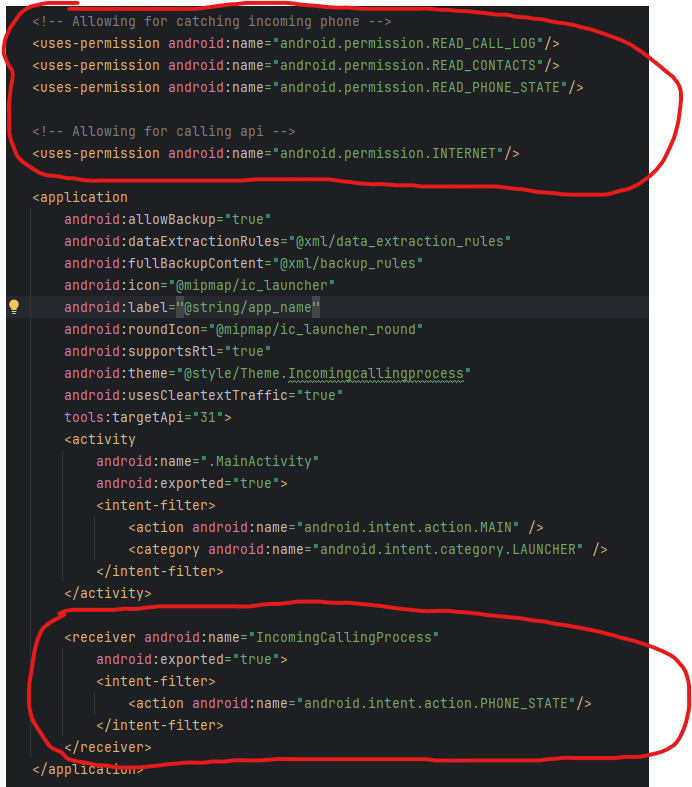 <!-- Allowing for catching incoming phone -->
<uses-permission android:name="android.permission.READ_CALL_LOG"/>
<uses-permission android:name="android.permission.READ_CONTACTS"/>
<uses-permission android:name="android.permission.READ_PHONE_STATE"/>
<!-- Allowing for calling api -->
<uses-permission android:name="android.permission.INTERNET"/>
<application
android:allowBackup="true"
android:dataExtractionRules="@xml/data_extraction_rules"
android:fullBackupContent="@xml/backup_rules"
android:icon="@mipmap/ic_launcher"
android:label="@string/app_name"
android:roundIcon="@mipmap/ic_launcher_round"
android:supportsRtl="true"
android:theme="@style/Theme.Incomingcallingprocess"
android:usesCleartextTraffic="true"
tools:targetApi="31">
<activity
android:name=".MainActivity"
android:exported="true">
<intent-filter>
<action android:name="android.intent.action.MAIN" />
<category android:name="android.intent.category.LAUNCHER" />
</intent-filter>
</activity>
<receiver android:name="IncomingCallingProcess"
android:exported="true">
<intent-filter>
<action android:name="android.intent.action.PHONE_STATE"/>
</intent-filter>
</receiver>
</application>